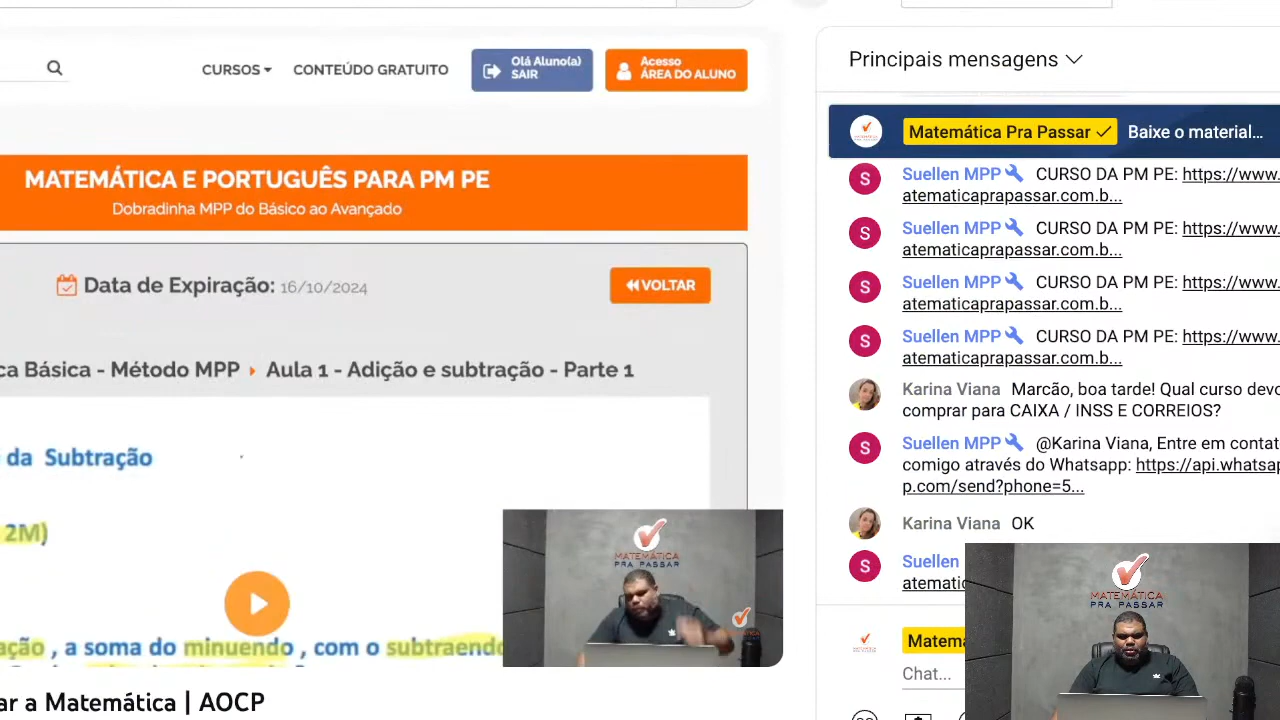 CURSOS
CONTEÚDO GRATUITO
Olá Aluno(a)
SAIR
Acesso
ÁREA DO ALUNO
MATEMÁTICA E PORTUGUÊS PARA PM PE
Dobradinha MPP do Básico ao Avançado
Data de Expiração: 16/10/2024
VOLTAR
ca Básica - Método MPP
Aula 1 - Adição e subtração - Parte 1
da Subtração
2M)
ação , a soma do minuendo , com o subtraendo
MATEMÁTICA
PRA PASSAR
ar a Matemática | AOCP
Principais mensagens
Matemática Pra Passar
Baixe o material...
S
Suellen MPP
CURSO DA PM PE: https://www.
atematicaprapassar.com.b...
S
Suellen MPP
CURSO DA PM PE: https://www.
atematicaprapassar.com.b...
S
Suellen MPP
CURSO DA PM PE: https://www.
atematicaprapassar.com.b...
S
Suellen MPP
CURSO DA PM PE: https://www.
atematicaprapassar.com.b...
Karina Viana Marcão, boa tarde! Qual curso devo
comprar para CAIXA / INSS E CORREIOS?
S
Suellen MPP
@Karina Viana, Entre em contat
comigo através do Whatsapp: https://api.whatsap
p.com/send?phone=5...
Karina Viana OK
S
Suellen
atematic
Matema
Chat...
MATEMÁTICA
PRA PASSAR